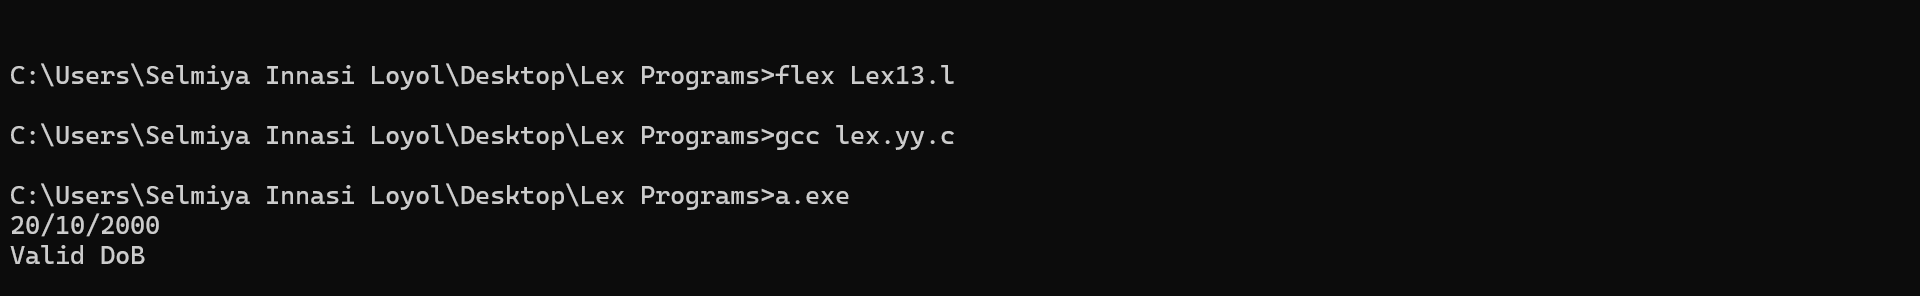 C:\Users\Selmiya Innasi Loyol\Desktop\Lex Programs>flex Lex13.l
C:\Users\Selmiya Innasi Loyol\Desktop\Lex Programs>gcc lex.yy.c
C:\Users\Selmiya Innasi Loyol\Desktop\Lex Programs>a.exe
20/10/2000
Valid DoB